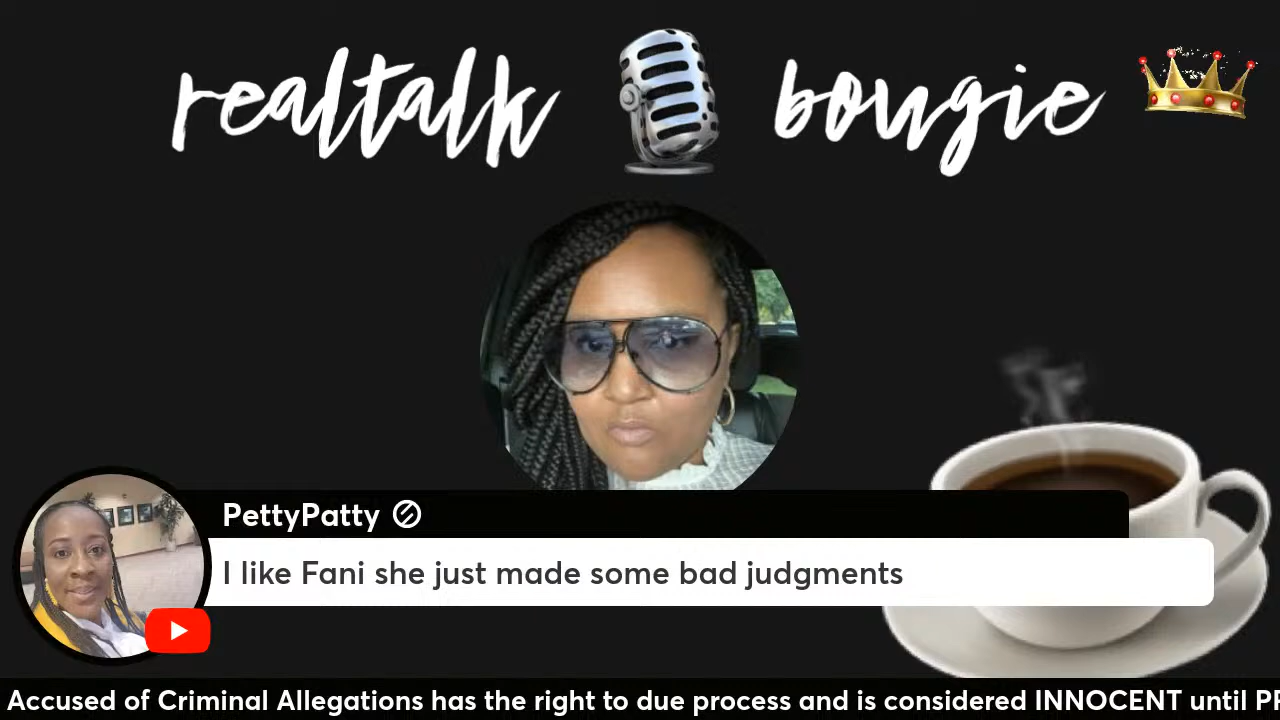 realtalk bougie
PettyPatty
I like Fani she just made some bad judgments
Accused of Criminal Allegations has the right to due process and is considered INNOCENT until